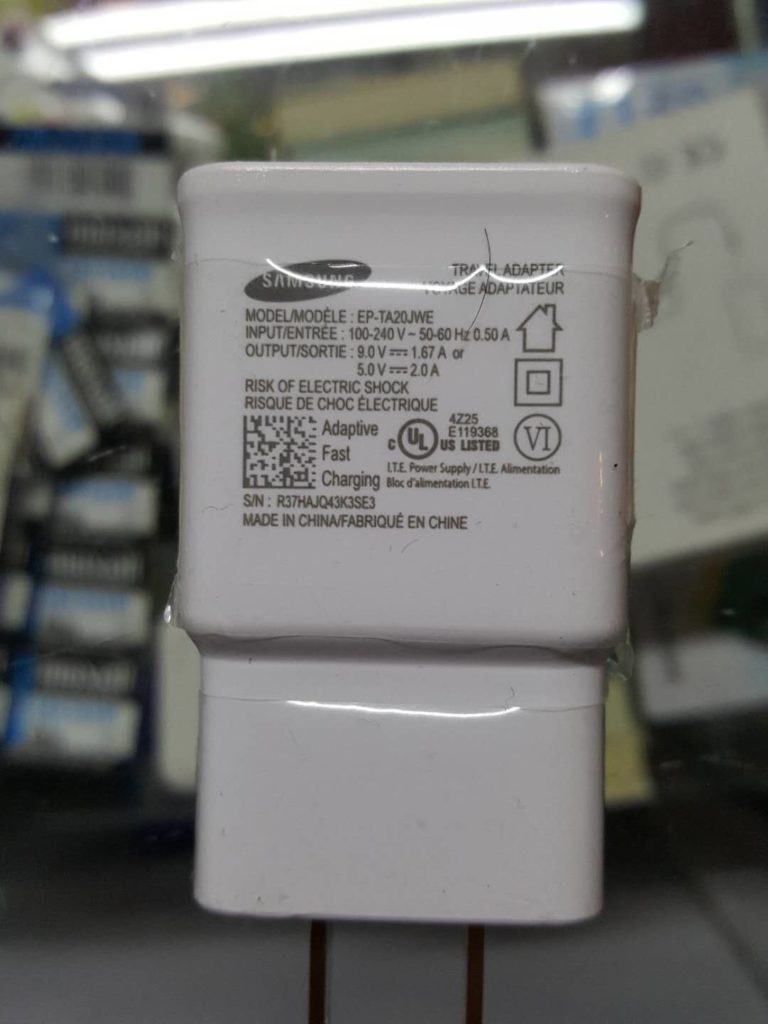 SAMSUNG
TRAVEL ADAPTER
VOYAGE ADAPTATEUR
MODEL/MODÈLE : EP-TA20JWE
INPUT/ENTRÉE : 100-240 V ~ 50-60 Hz 0.50 A
OUTPUT/SORTIE : 9.0 V ⎓ 1.67 A or
5.0 V ⎓ 2.0 A
RISK OF ELECTRIC SHOCK
RISQUE DE CHOC ÉLECTRIQUE
Adaptive
Fast
Charging
4Z25
E119368
C UL US LISTED
VI
I.T.E. Power Supply / I.T.E. Alimentation
Bloc d'alimentation I.T.E.
S/N : R37HAJQ43K3SE3
MADE IN CHINA/FABRIQUÉ EN CHINE